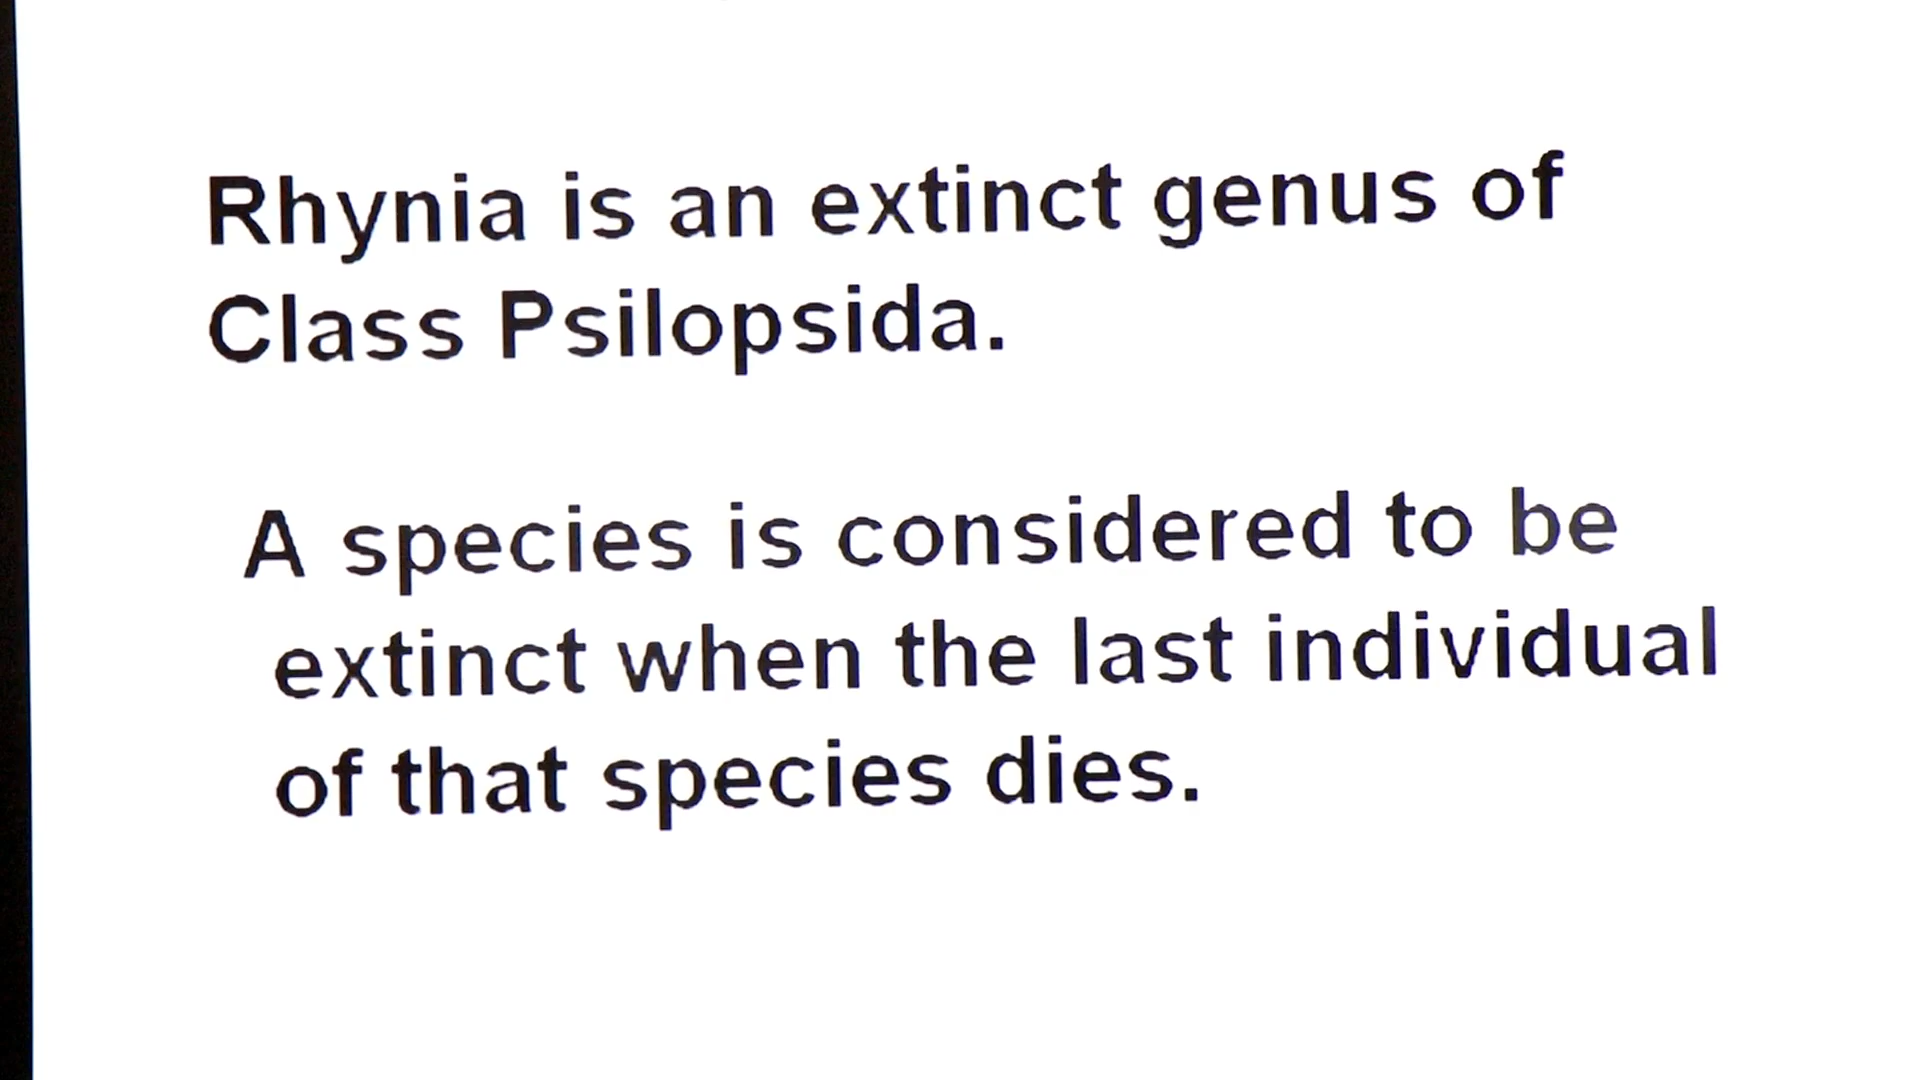 Rhynia is an extinct genus of
Class Psilopsida.
A species is considered to be
extinct when the last individual
of that species dies.